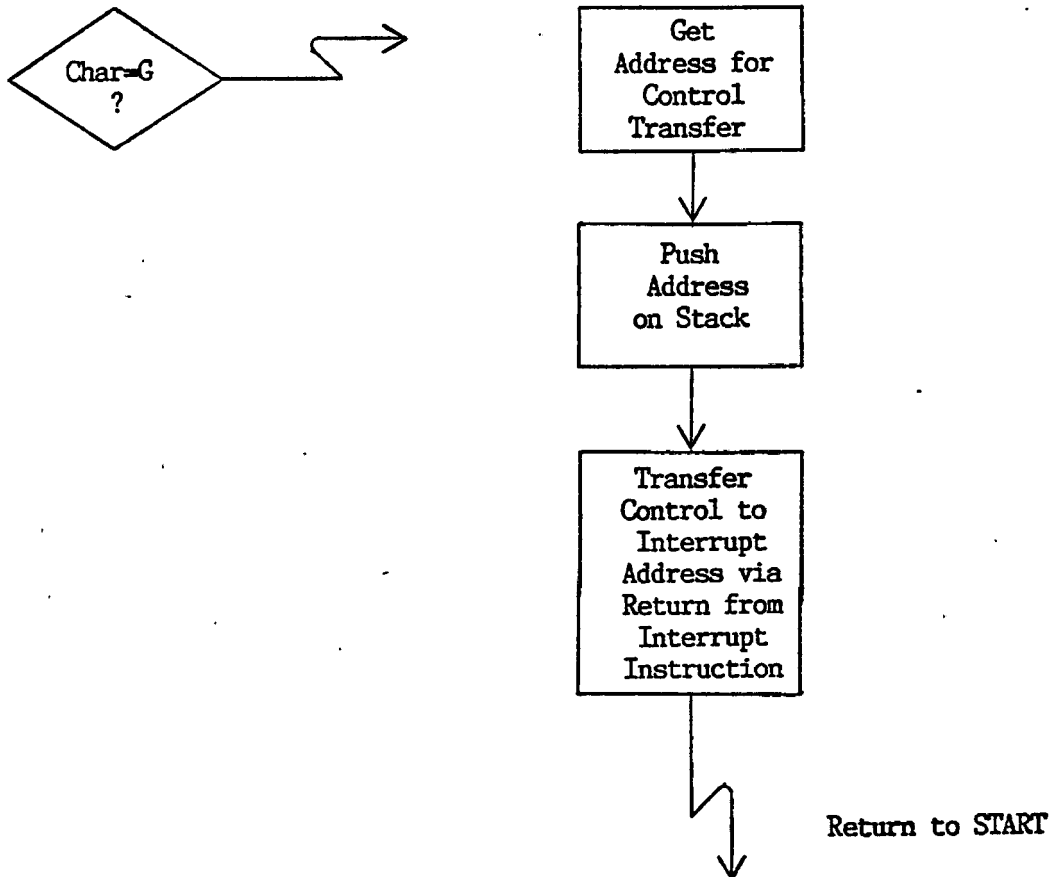 Char=G
?
Get
Address for
Control
Transfer
Push
Address
on Stack
Transfer
Control to
Interrupt
Address via
Return from
Interrupt
Instruction
Return to START